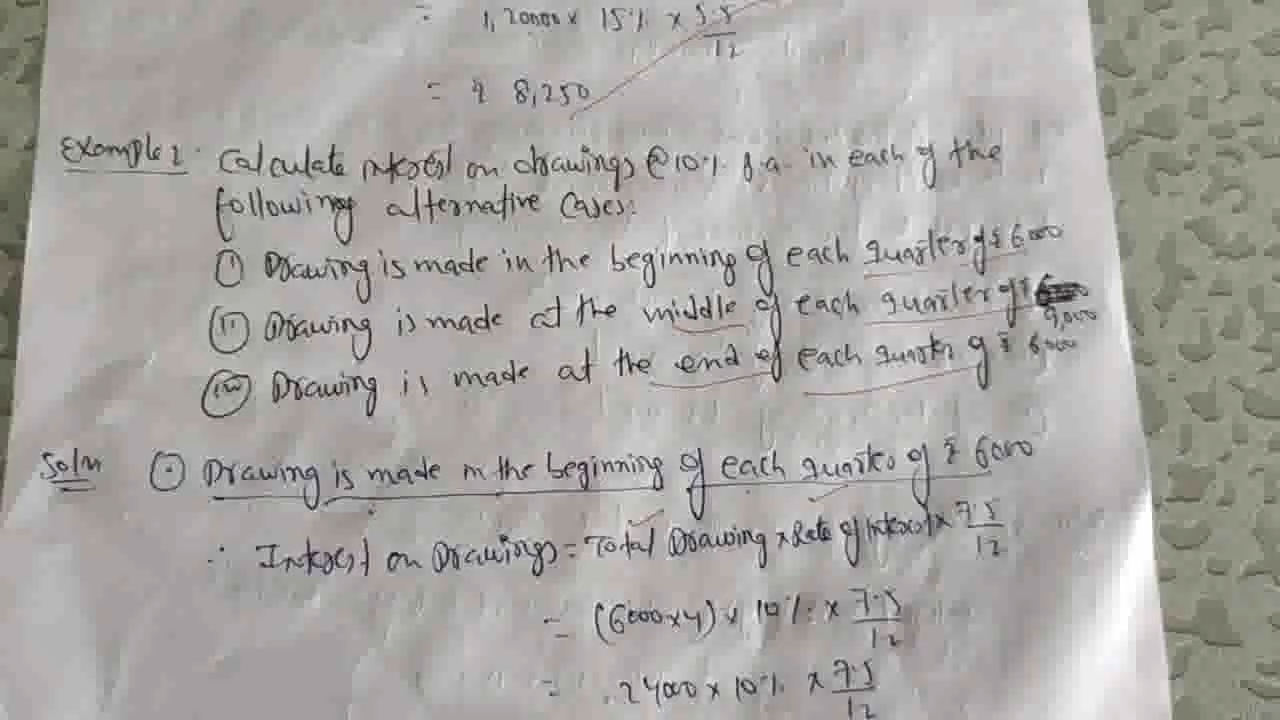 = 1,20000 x 15% x 5.5/12
= ₹ 8,250
Example 2. Calculate interest on drawings @ 10% p.a. in each of the
following alternative cases:
(i) Drawing is made in the beginning of each quarter of ₹ 6000
(ii) Drawing is made at the middle of each quarter of ₹
9,000
(iii) Drawing is made at the end of each quarter of ₹ 6000
Soln (i) Drawing is made in the beginning of each quarter of ₹ 6000
∴ Interest on Drawings = Total Drawing x Rate of Interest x 7.5/12
= (6000x4) x 10% x 7.5/12
= 24000 x 10% x 7.5/12